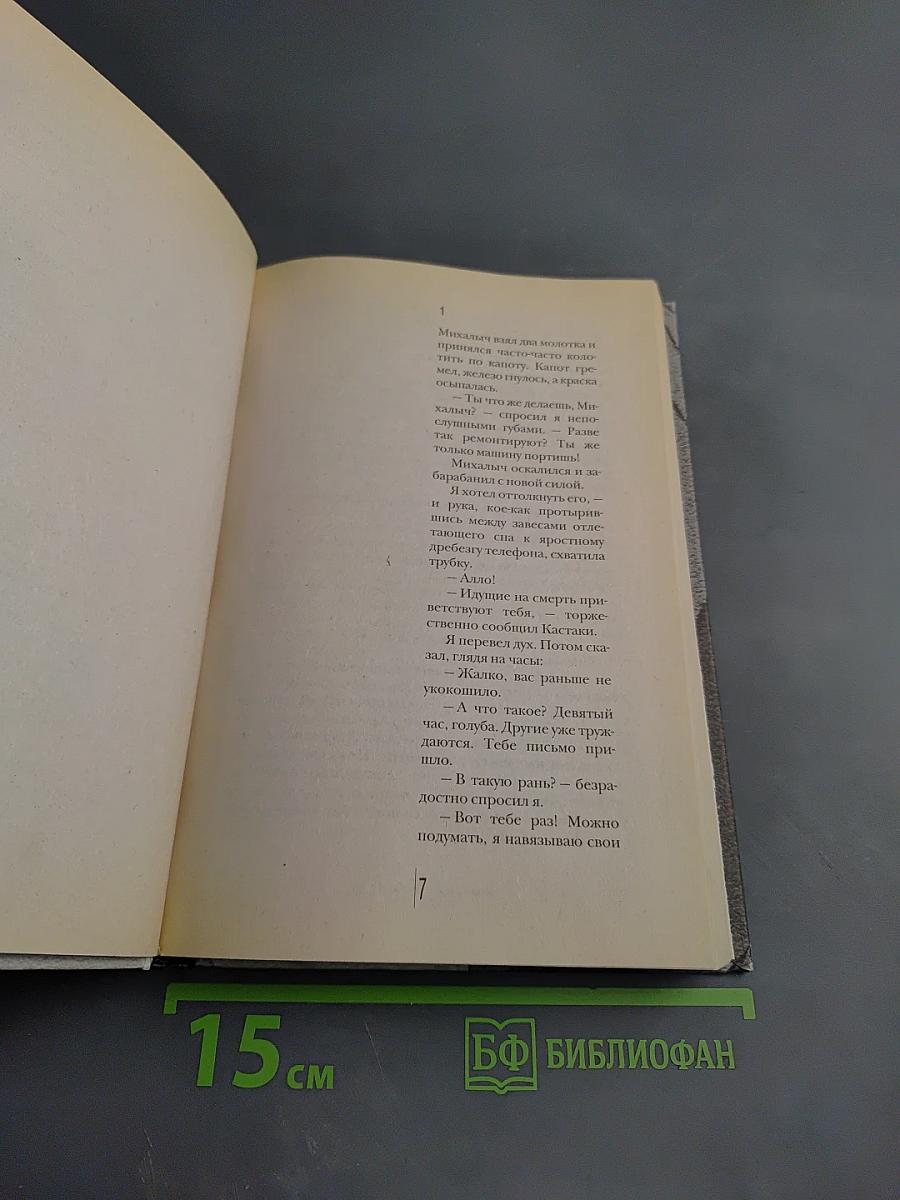 1
Михалыч взял два молотка и
принялся часто-часто коло-
тить по капоту. Капот гре-
мел, железо гнулось, а краска
осыпалась.
— Ты что же делаешь, Ми-
халыч? — спросил я непо-
слушными губами. — Разве
так ремонтируют? Ты же
только машину портишь!
Михалыч оскалился и за-
барабанил с новой силой.
Я хотел оттолкнуть его, —
и рука, кое-как протырив-
шись между завесами отле-
тающего сна к яростному
дребезгу телефона, схватила
трубку.
— Алло!
— Идущие на смерть при-
ветствуют тебя, — торже-
ственно сообщил Кастаки.
Я перевел дух. Потом ска-
зал, глядя на часы:
— Жалко, вас раньше не
укокошило.
— А что такое? Девятый
час, голуба. Другие уже труж-
даются. Тебе письмо при-
шло.
— В такую рань? — безра-
достно спросил я.
— Вот тебе раз! Можно
подумать, я навязываю свои
7
15 см
БФ БИБЛИОФАН